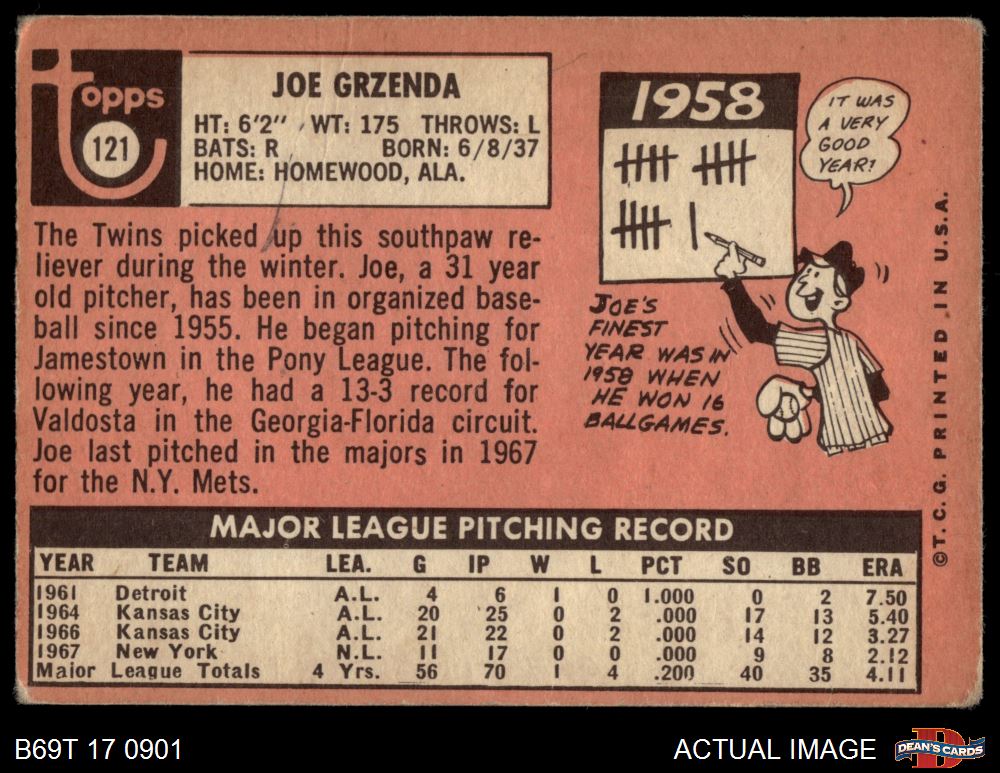 topps
121
JOE GRZENDA
HT: 6'2" WT: 175 THROWS: L
BATS: R BORN: 6/8/37
HOME: HOMEWOOD, ALA.
The Twins picked up this southpaw re-
liever during the winter. Joe, a 31 year
old pitcher, has been in organized base-
ball since 1955. He began pitching for
Jamestown in the Pony League. The fol-
lowing year, he had a 13-3 record for
Valdosta in the Georgia-Florida circuit.
Joe last pitched in the majors in 1967
for the N.Y. Mets.
1958
IT WAS
A VERY
GOOD
YEAR!
JOE'S
FINEST
YEAR WAS IN
1958 WHEN
HE WON 16
BALLGAMES.
©T.C.G. PRINTED IN U.S.A.
MAJOR LEAGUE PITCHING RECORD
YEAR TEAM LEA. G IP W L PCT SO BB ERA
1961 Detroit A.L. 4 6 1 0 1.000 0 2 7.50
1964 Kansas City A.L. 20 25 0 2 .000 17 13 5.40
1966 Kansas City A.L. 21 22 0 2 .000 14 12 3.27
1967 New York N.L. 11 17 0 0 .000 9 8 2.12
Major League Totals 4 Yrs. 56 70 1 4 .200 40 35 4.11
B69T 17 0901
ACTUAL IMAGE
D
DEAN'S CARDS